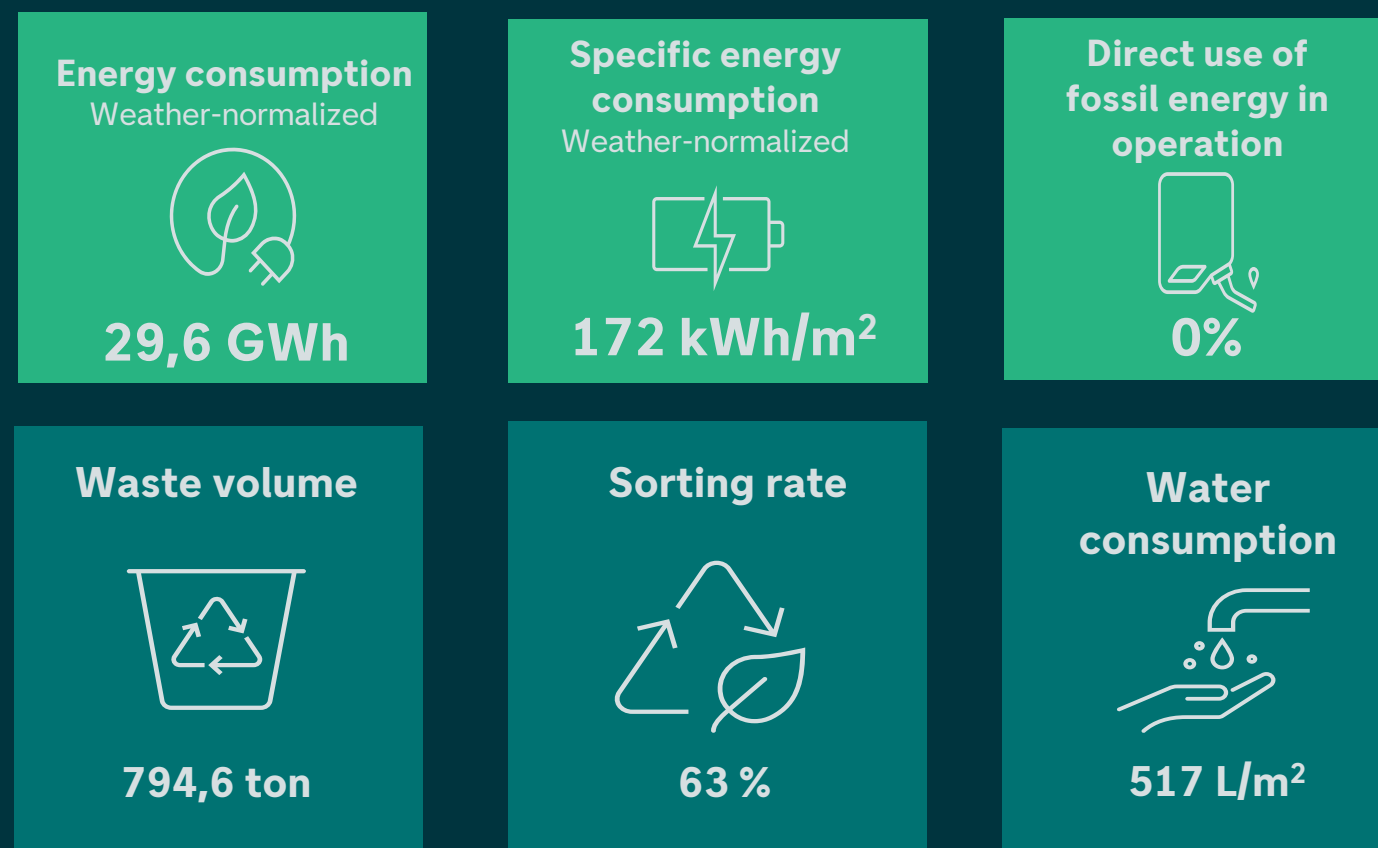 Energy consumption
Weather-normalized
29,6 GWh
Specific energy
consumption
Weather-normalized
172 kWh/m²
Direct use of
fossil energy in
operation
0%
Waste volume
794,6 ton
Sorting rate
63 %
Water
consumption
517 L/m²